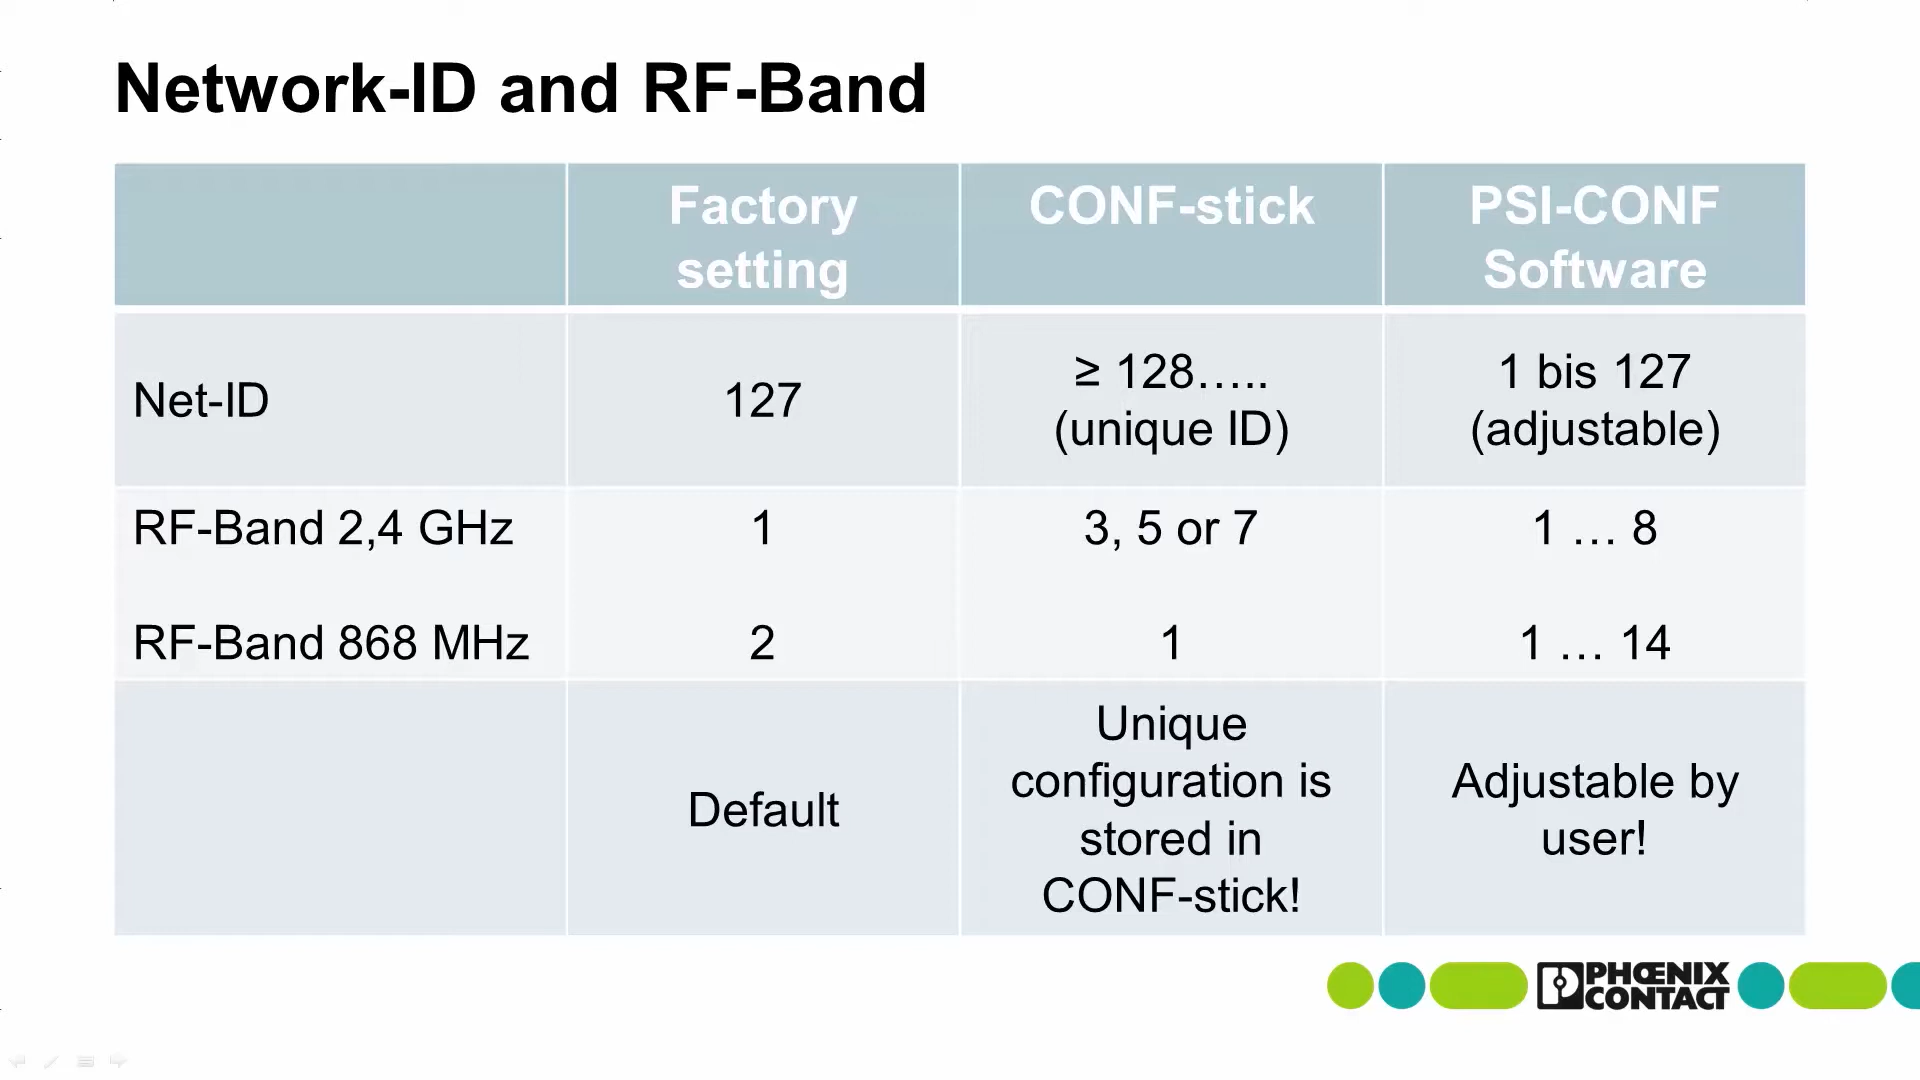 Network-ID and RF-Band
Factory
setting
CONF-stick
PSI-CONF
Software
Net-ID
127
≥ 128…..
(unique ID)
1 bis 127
(adjustable)
RF-Band 2,4 GHz
1
3, 5 or 7
1 … 8
RF-Band 868 MHz
2
1
1 … 14
Default
Unique
configuration is
stored in
CONF-stick!
Adjustable by
user!
PHŒNIX
CONTACT